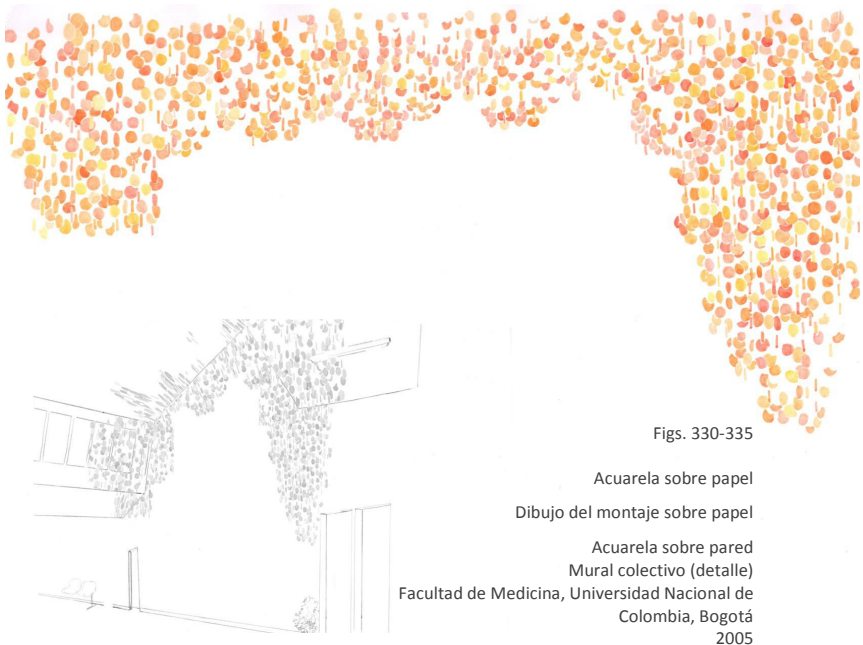 Figs. 330-335
Acuarela sobre papel
Dibujo del montaje sobre papel
Acuarela sobre pared
Mural colectivo (detalle)
Facultad de Medicina, Universidad Nacional de
Colombia, Bogotá
2005